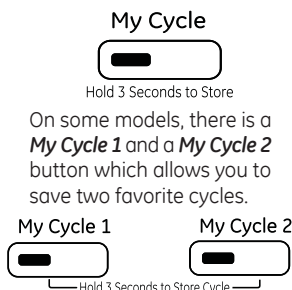 My Cycle
Hold 3 Seconds to Store
On some models, there is a
My Cycle 1 and a My Cycle 2
button which allows you to
save two favorite cycles.
My Cycle 1 My Cycle 2
Hold 3 Seconds to Store Cycle